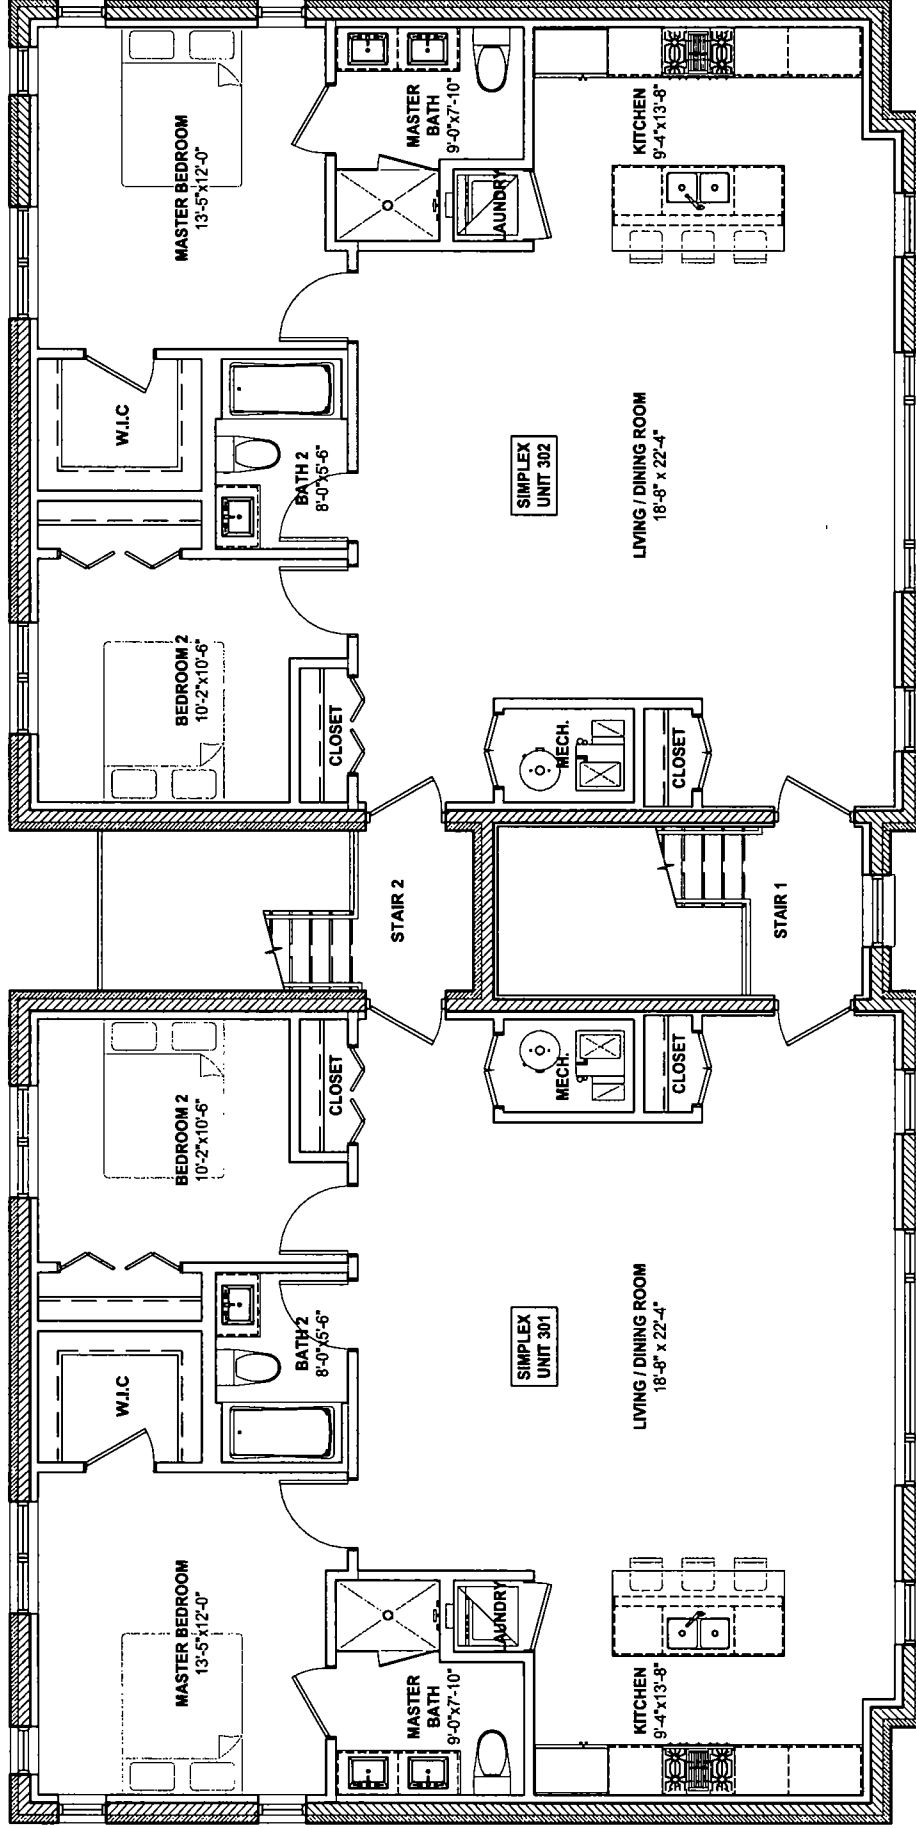 MASTER BEDROOM
13'-5"x12'-0"
MASTER
BATH
9'-0"x7'-10"
KITCHEN
9'-4"x13'-8"
LAUNDRY
W.I.C
BATH 2
8'-0"x5'-6"
SIMPLEX
UNIT 302
LIVING / DINING ROOM
18'-8" x 22'-4"
BEDROOM 2
10'-2"x10'-6"
CLOSET
MECH.
CLOSET
STAIR 2
STAIR 1
BEDROOM 2
10'-2"x10'-6"
CLOSET
MECH.
CLOSET
W.I.C
BATH 2
8'-0"x5'-6"
SIMPLEX
UNIT 301
LIVING / DINING ROOM
18'-8" x 22'-4"
MASTER BEDROOM
13'-5"x12'-0"
MASTER
BATH
9'-0"x7'-10"
LAUNDRY
KITCHEN
9'-4"x13'-8"